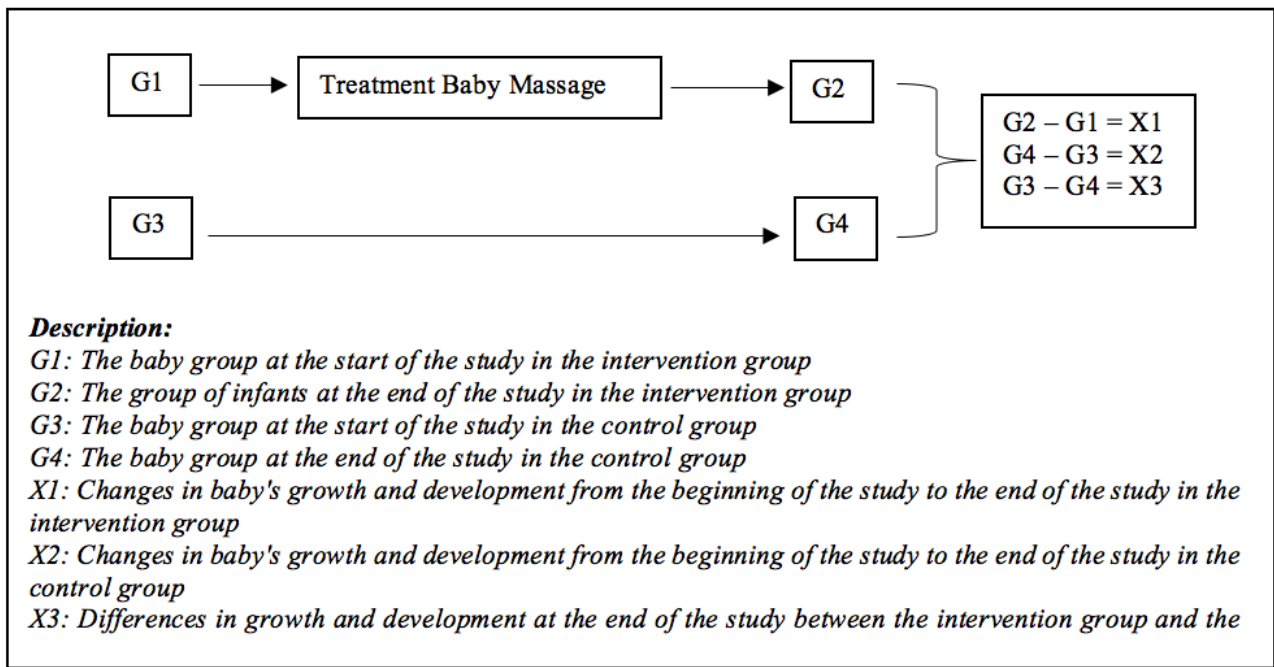 G1
Treatment Baby Massage
G2
G2 – G1 = X1
G4 – G3 = X2
G3 – G4 = X3
G3
G4
Description:
G1: The baby group at the start of the study in the intervention group
G2: The group of infants at the end of the study in the intervention group
G3: The baby group at the start of the study in the control group
G4: The baby group at the end of the study in the control group
X1: Changes in baby's growth and development from the beginning of the study to the end of the study in the
intervention group
X2: Changes in baby's growth and development from the beginning of the study to the end of the study in the
control group
X3: Differences in growth and development at the end of the study between the intervention group and the